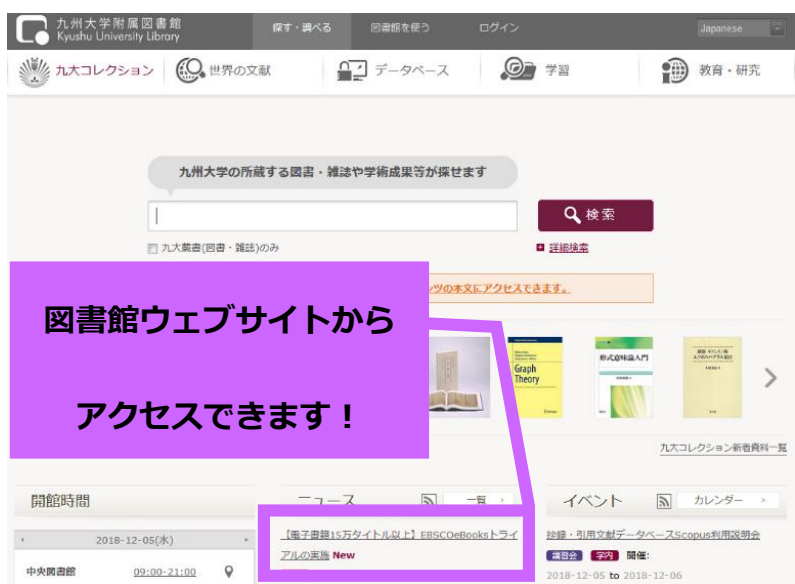 九州大学附属図書館
Kyushu University Library
探す・調べる
図書館を使う
ログイン
Japanese
九大コレクション
世界の文献
データベース
学習
教育・研究
九州大学の所蔵する図書・雑誌や学術成果等が探せます
検索
九大蔵書(図書・雑誌)のみ
詳細検索
ンツの本文にアクセスできます。
図書館ウェブサイトから
アクセスできます！
Graph
Theory
形式意味論入門
九大コレクション新着資料一覧
開館時間
ニュース
一覧
イベント
カレンダー
2018-12-05(水)
中央図書館
09:00-21:00
【電子書籍15万タイトル以上】EBSCOeBooksトライ
アルの実施 New
抄録・引用文献データベースScopus利用説明会
講習会 学内 開催:
2018-12-05 to 2018-12-06